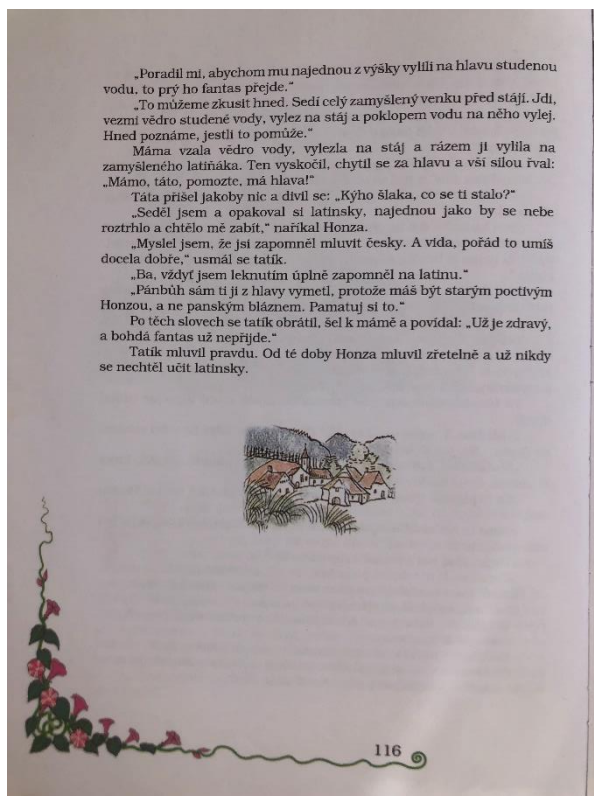 „Poradil mi, abychom mu najednou z výšky vylili na hlavu studenou
vodu, to prý ho fantas přejde.“
„To můžeme zkusit hned. Sedí celý zamyšlený venku před stájí. Jdi,
vezmi vědro studené vody, vylez na stáj a poklopem vodu na něho vylej.
Hned poznáme, jestli to pomůže.“
Máma vzala vědro vody, vylezla na stáj a rázem ji vylila na
zamyšleného latiňáka. Ten vyskočil, chytil se za hlavu a vší silou řval:
„Mámo, táto, pomozte, má hlava!“
Táta přišel jakoby nic a divil se: „Kýho šlaka, co se ti stalo?“
„Seděl jsem a opakoval si latinsky, najednou jako by se nebe
roztrhlo a chtělo mě zabít,“ naříkal Honza.
„Myslel jsem, že jsi zapomněl mluvit česky. A vida, pořád to umíš
docela dobře,“ usmál se tatík.
„Ba, vždyť jsem leknutím úplně zapomněl na latinu.“
„Pánbůh sám ti ji z hlavy vymetl, protože máš být starým poctivým
Honzou, a ne panským bláznem. Pamatuj si to.“
Po těch slovech se tatík obrátil, šel k mámě a povídal: „Už je zdravý,
a bohdá fantas už nepřijde.“
Tatík mluvil pravdu. Od té doby Honza mluvil zřetelně a už nikdy
se nechtěl učit latinsky.
116